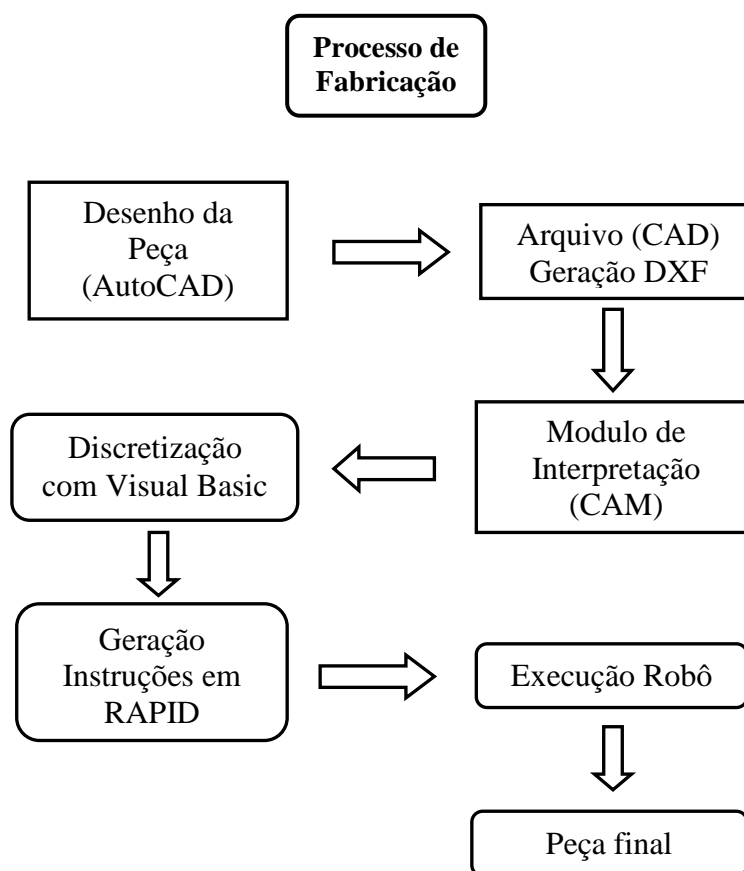 Processo de
Fabricação
Desenho da
Peça
(AutoCAD)
Arquivo (CAD)
Geração DXF
Modulo de
Interpretação
(CAM)
Discretização
com Visual Basic
Geração
Instruções em
RAPID
Execução Robô
Peça final